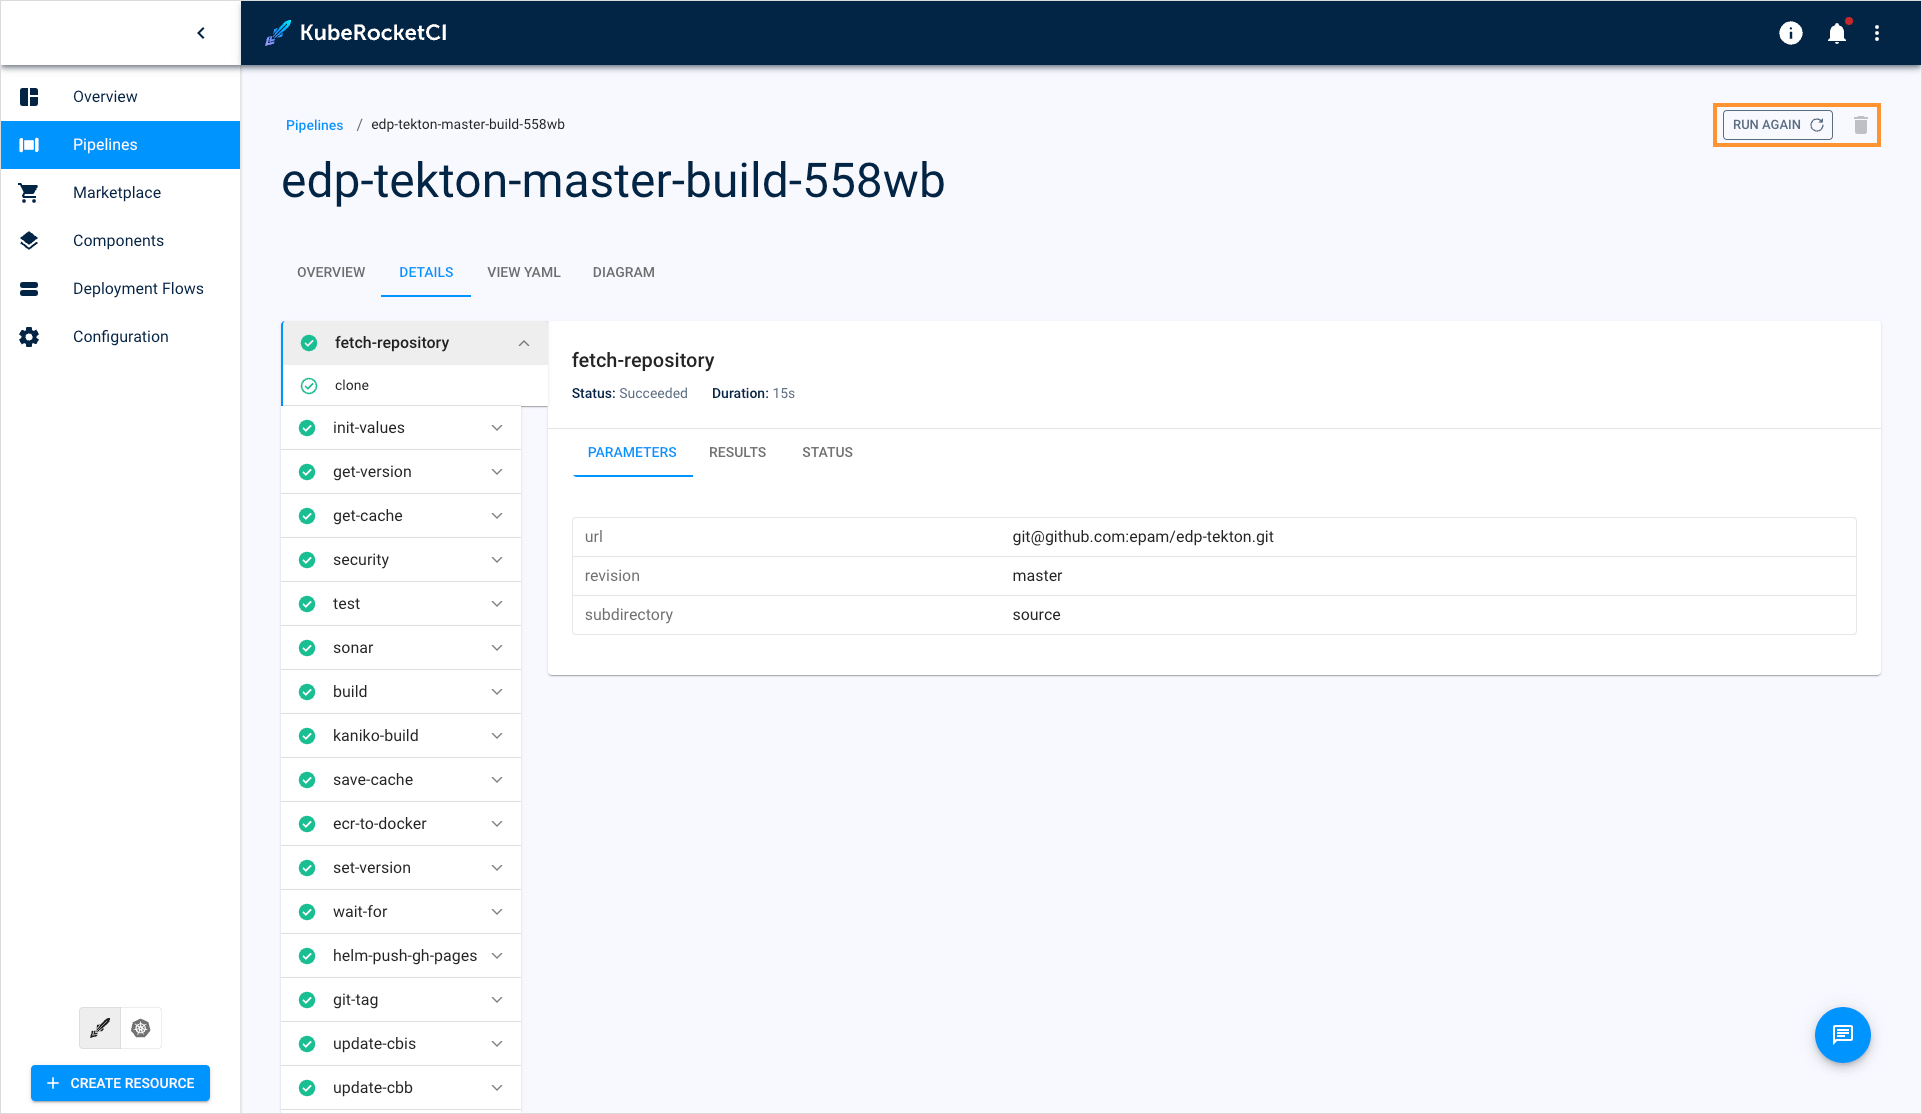 KubeRocketCI
Overview
Pipelines
Marketplace
Components
Deployment Flows
Configuration
CREATE RESOURCE
Pipelines / edp-tekton-master-build-558wb
RUN AGAIN
edp-tekton-master-build-558wb
OVERVIEW DETAILS VIEW YAML DIAGRAM
fetch-repository
clone
init-values
get-version
get-cache
security
test
sonar
build
kaniko-build
save-cache
ecr-to-docker
set-version
wait-for
helm-push-gh-pages
git-tag
update-cbis
update-cbb
fetch-repository
Status: Succeeded Duration: 15s
PARAMETERS RESULTS STATUS
url git@github.com:epam/edp-tekton.git
revision master
subdirectory source